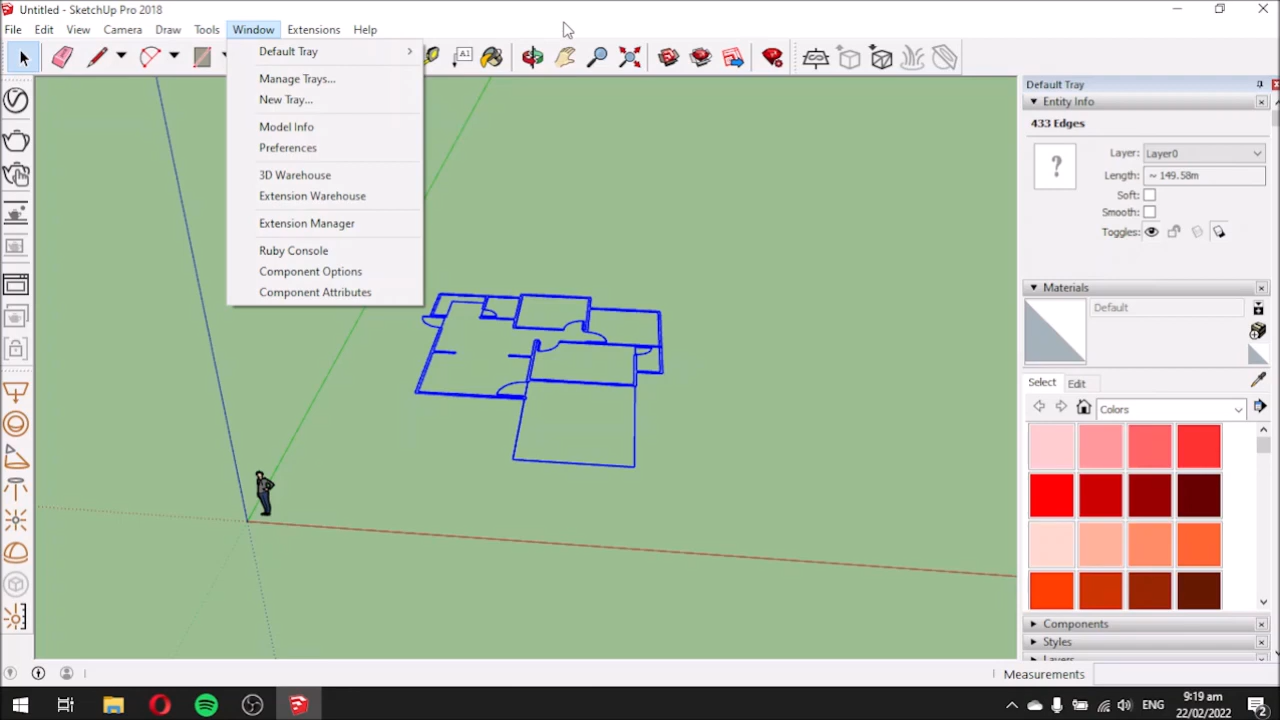 Untitled - SketchUp Pro 2018
File Edit View Camera Draw Tools Window Extensions Help
Default Tray
Manage Trays...
New Tray...
Model Info
Preferences
3D Warehouse
Extension Warehouse
Extension Manager
Ruby Console
Component Options
Component Attributes
A1
Default Tray
Entity Info
433 Edges
?
Layer: Layer0
Length: ~ 149.58m
Soft:
Smooth:
Toggles:
Materials
Default
Select Edit
Colors
Components
Styles
Layers
Measurements
ENG
9:19 am
22/02/2022
2